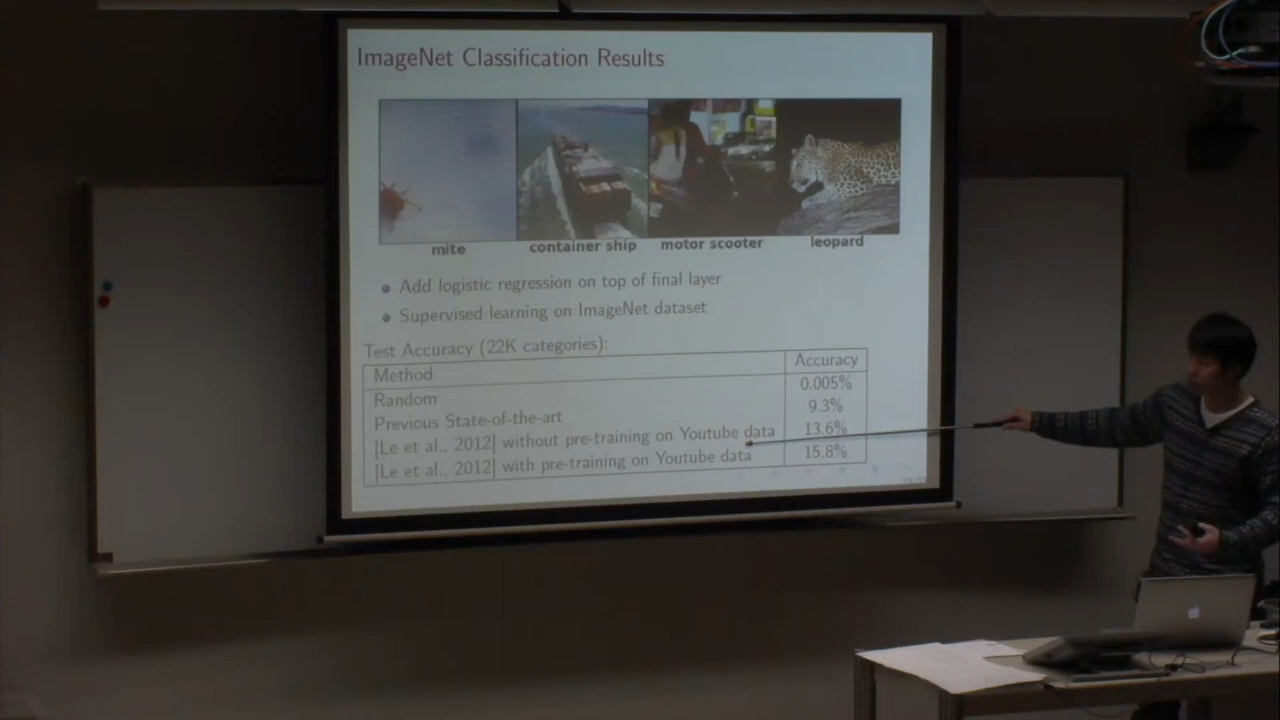 ImageNet Classification Results
mite container ship motor scooter leopard
Add logistic regression on top of final layer
Supervised learning on ImageNet dataset
Test Accuracy (22K categories):
Method Accuracy
Random 0.005%
Previous State-of-the-art 9.3%
[Le et al., 2012] without pre-training on Youtube data 13.6%
[Le et al., 2012] with pre-training on Youtube data 15.8%